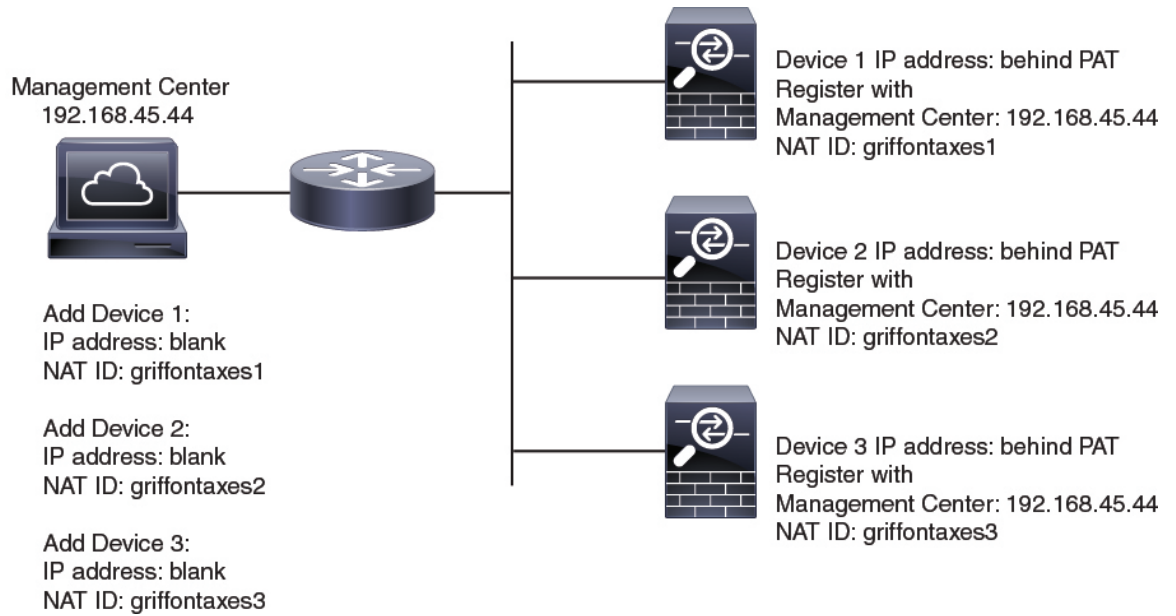 Management Center
192.168.45.44
Add Device 1:
IP address: blank
NAT ID: griffontaxes1
Add Device 2:
IP address: blank
NAT ID: griffontaxes2
Add Device 3:
IP address: blank
NAT ID: griffontaxes3
Device 1 IP address: behind PAT
Register with
Management Center: 192.168.45.44
NAT ID: griffontaxes1
Device 2 IP address: behind PAT
Register with
Management Center: 192.168.45.44
NAT ID: griffontaxes2
Device 3 IP address: behind PAT
Register with
Management Center: 192.168.45.44
NAT ID: griffontaxes3